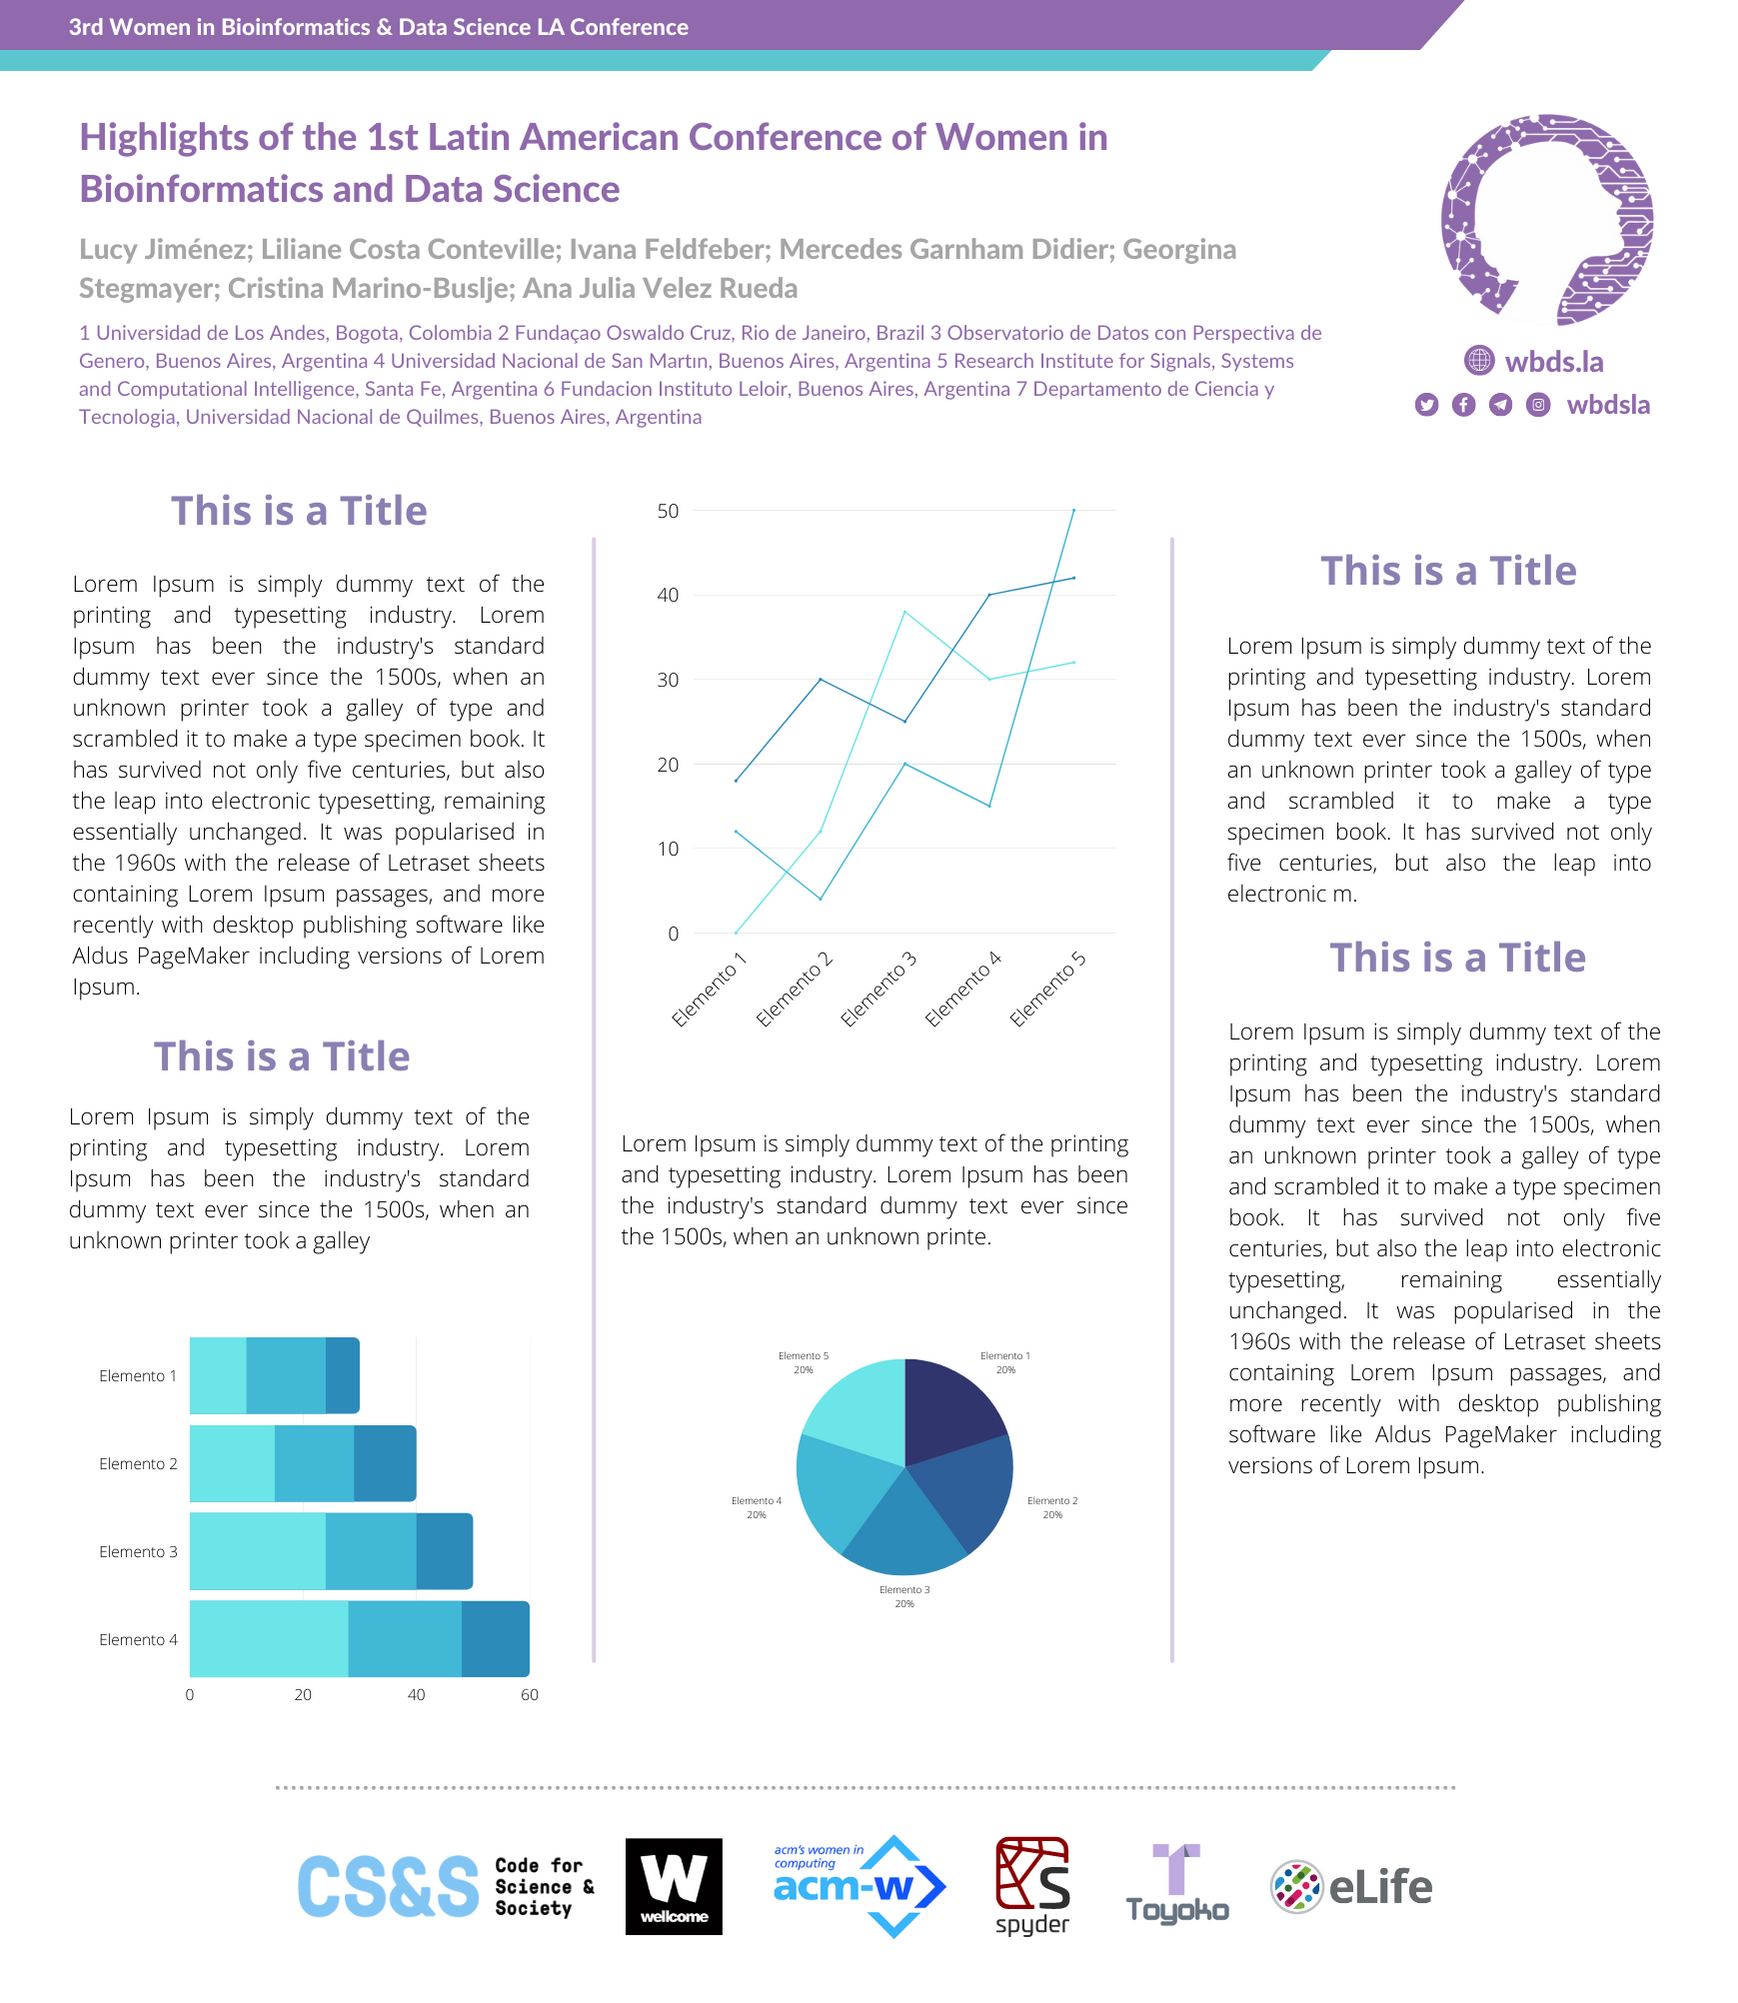 3rd Women in Bioinformatics & Data Science LA Conference
Highlights of the 1st Latin American Conference of Women in
Bioinformatics and Data Science
Lucy Jiménez; Liliane Costa Conteville; Ivana Feldfeber; Mercedes Garnham Didier; Georgina
Stegmayer; Cristina Marino-Buslje; Ana Julia Velez Rueda
1 Universidad de Los Andes, Bogota, Colombia 2 Fundaçao Oswaldo Cruz, Rio de Janeiro, Brazil 3 Observatorio de Datos con Perspectiva de
Genero, Buenos Aires, Argentina 4 Universidad Nacional de San Martın, Buenos Aires, Argentina 5 Research Institute for Signals, Systems
and Computational Intelligence, Santa Fe, Argentina 6 Fundacion Instituto Leloir, Buenos Aires, Argentina 7 Departamento de Ciencia y
Tecnologia, Universidad Nacional de Quilmes, Buenos Aires, Argentina
wbds.la
wbdsla
This is a Title
Lorem Ipsum is simply dummy text of the
printing and typesetting industry. Lorem
Ipsum has been the industry's standard
dummy text ever since the 1500s, when an
unknown printer took a galley of type and
scrambled it to make a type specimen book. It
has survived not only five centuries, but also
the leap into electronic typesetting, remaining
essentially unchanged. It was popularised in
the 1960s with the release of Letraset sheets
containing Lorem Ipsum passages, and more
recently with desktop publishing software like
Aldus PageMaker including versions of Lorem
Ipsum.
This is a Title
Lorem Ipsum is simply dummy text of the
printing and typesetting industry. Lorem
Ipsum has been the industry's standard
dummy text ever since the 1500s, when an
unknown printer took a galley
Elemento 1
Elemento 2
Elemento 3
Elemento 4
0 20 40 60
50
40
30
20
10
0
Elemento 1
Elemento 2
Elemento 3
Elemento 4
Elemento 5
Lorem Ipsum is simply dummy text of the printing
and typesetting industry. Lorem Ipsum has been
the industry's standard dummy text ever since
the 1500s, when an unknown printe.
Elemento 5
20%
Elemento 1
20%
Elemento 4
20%
Elemento 2
20%
Elemento 3
20%
This is a Title
Lorem Ipsum is simply dummy text of the
printing and typesetting industry. Lorem
Ipsum has been the industry's standard
dummy text ever since the 1500s, when
an unknown printer took a galley of type
and scrambled it to make a type
specimen book. It has survived not only
five centuries, but also the leap into
electronic m.
This is a Title
Lorem Ipsum is simply dummy text of the
printing and typesetting industry. Lorem
Ipsum has been the industry's standard
dummy text ever since the 1500s, when
an unknown printer took a galley of type
and scrambled it to make a type specimen
book. It has survived not only five
centuries, but also the leap into electronic
typesetting, remaining essentially
unchanged. It was popularised in the
1960s with the release of Letraset sheets
containing Lorem Ipsum passages, and
more recently with desktop publishing
software like Aldus PageMaker including
versions of Lorem Ipsum.
CS&S
Code for
Science &
Society
W
wellcome
acm's women in
computing
acm-w
S
spyder
T
Toyoko
eLife